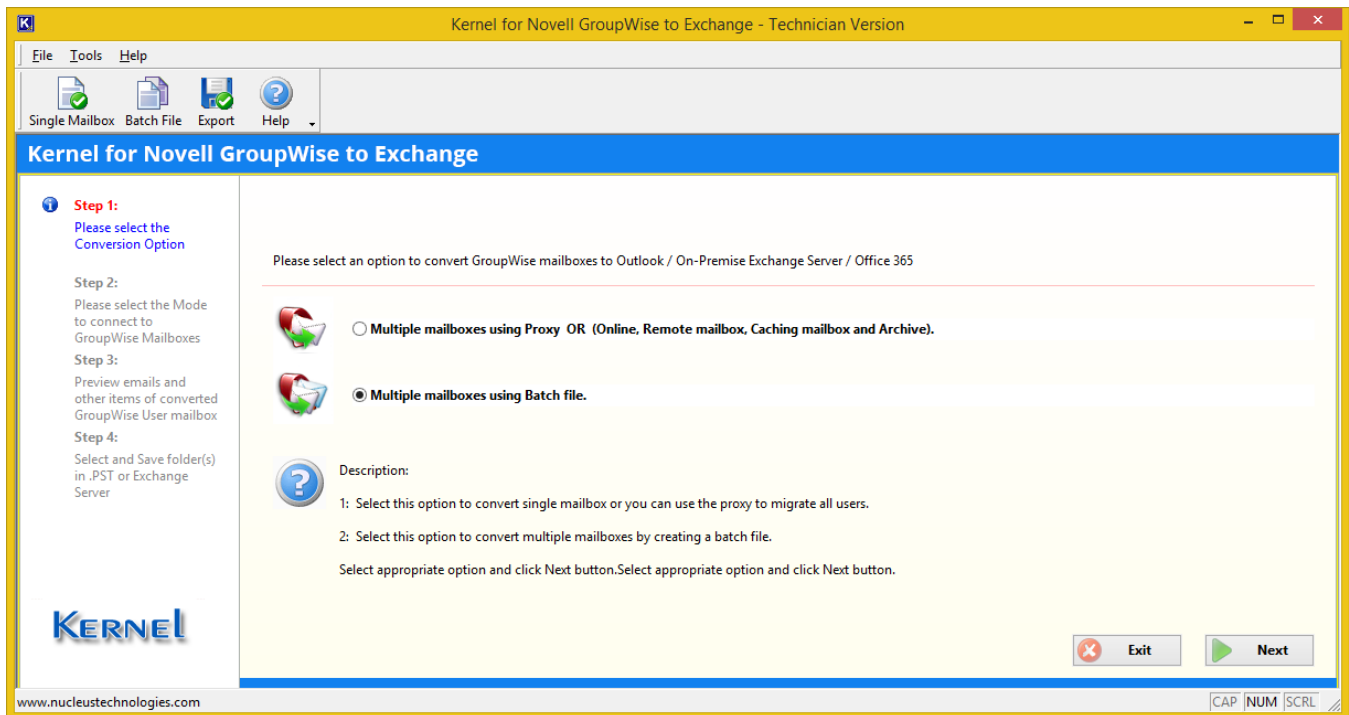 K
Kernel for Novell GroupWise to Exchange - Technician Version
File Tools Help
Single Mailbox Batch File Export Help
Kernel for Novell GroupWise to Exchange
Step 1:
Please select the
Conversion Option
Step 2:
Please select the Mode
to connect to
GroupWise Mailboxes
Step 3:
Preview emails and
other items of converted
GroupWise User mailbox
Step 4:
Select and Save folder(s)
in .PST or Exchange
Server
KERNEl
Please select an option to convert GroupWise mailboxes to Outlook / On-Premise Exchange Server / Office 365
Multiple mailboxes using Proxy OR (Online, Remote mailbox, Caching mailbox and Archive).
Multiple mailboxes using Batch file.
Description:
1: Select this option to convert single mailbox or you can use the proxy to migrate all users.
2: Select this option to convert multiple mailboxes by creating a batch file.
Select appropriate option and click Next button.Select appropriate option and click Next button.
Exit Next
www.nucleustechnologies.com CAP NUM SCRL